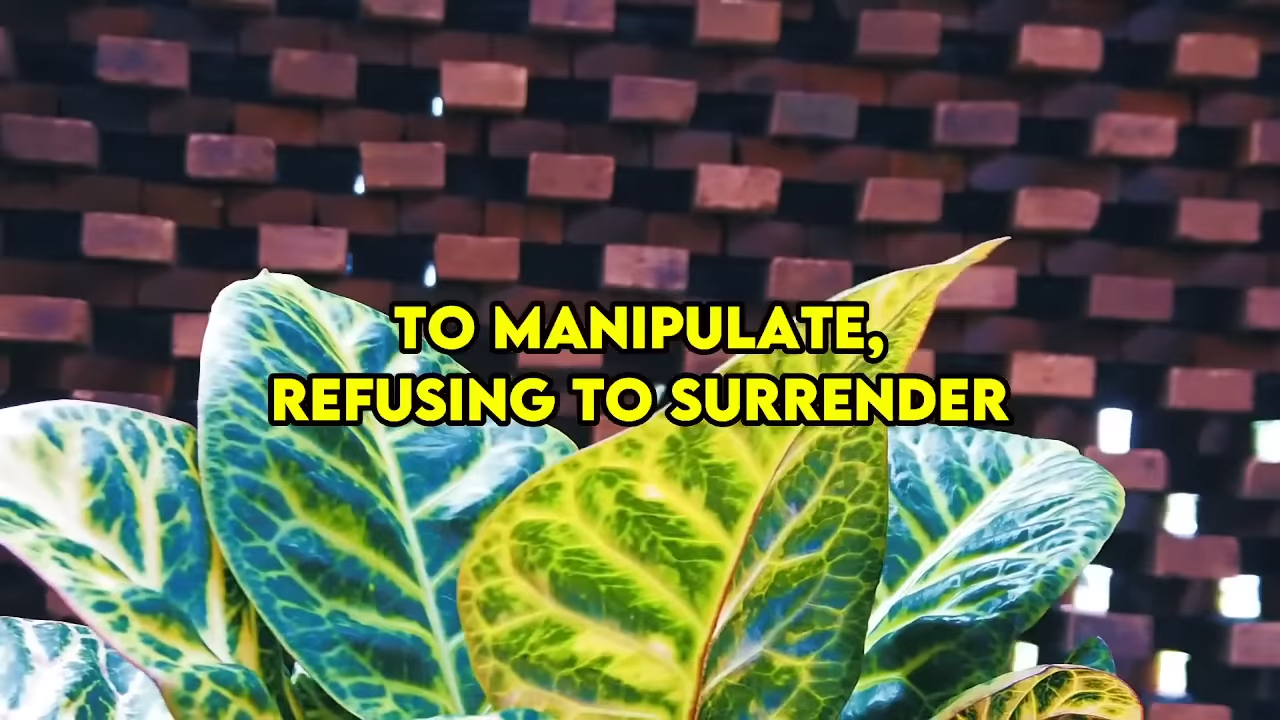 TO MANIPULATE,
REFUSING TO SURRENDER